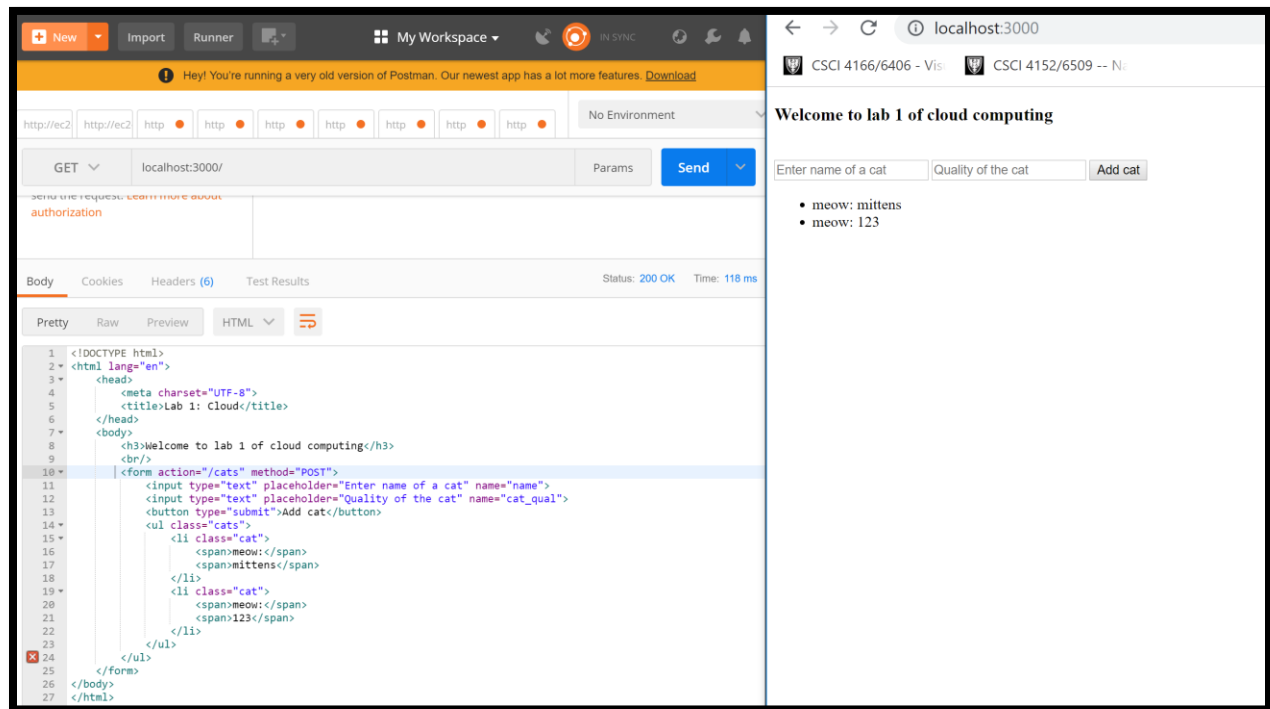 New Import Runner My Workspace IN SYNC
Hey! You're running a very old version of Postman. Our newest app has a lot more features. Download
http://ec2 http://ec2 http http http http http http http No Environment
GET localhost:3000/ Params Send
send the request. Learn more about
authorization
Body Cookies Headers (6) Test Results Status: 200 OK Time: 118 ms
Pretty Raw Preview HTML
1 <!DOCTYPE html>
2 <html lang="en">
3 <head>
4 <meta charset="UTF-8">
5 <title>Lab 1: Cloud</title>
6 </head>
7 <body>
8 <h3>Welcome to lab 1 of cloud computing</h3>
9 <br/>
10 <form action="/cats" method="POST">
11 <input type="text" placeholder="Enter name of a cat" name="name">
12 <input type="text" placeholder="Quality of the cat" name="cat_qual">
13 <button type="submit">Add cat</button>
14 <ul class="cats">
15 <li class="cat">
16 <span>meow:</span>
17 <span>mittens</span>
18 </li>
19 <li class="cat">
20 <span>meow:</span>
21 <span>123</span>
22 </li>
23 </ul>
24 </ul>
25 </form>
26 </body>
27 </html>
localhost:3000
CSCI 4166/6406 - Vis CSCI 4152/6509 -- Na
Welcome to lab 1 of cloud computing
Enter name of a cat Quality of the cat Add cat
• meow: mittens
• meow: 123